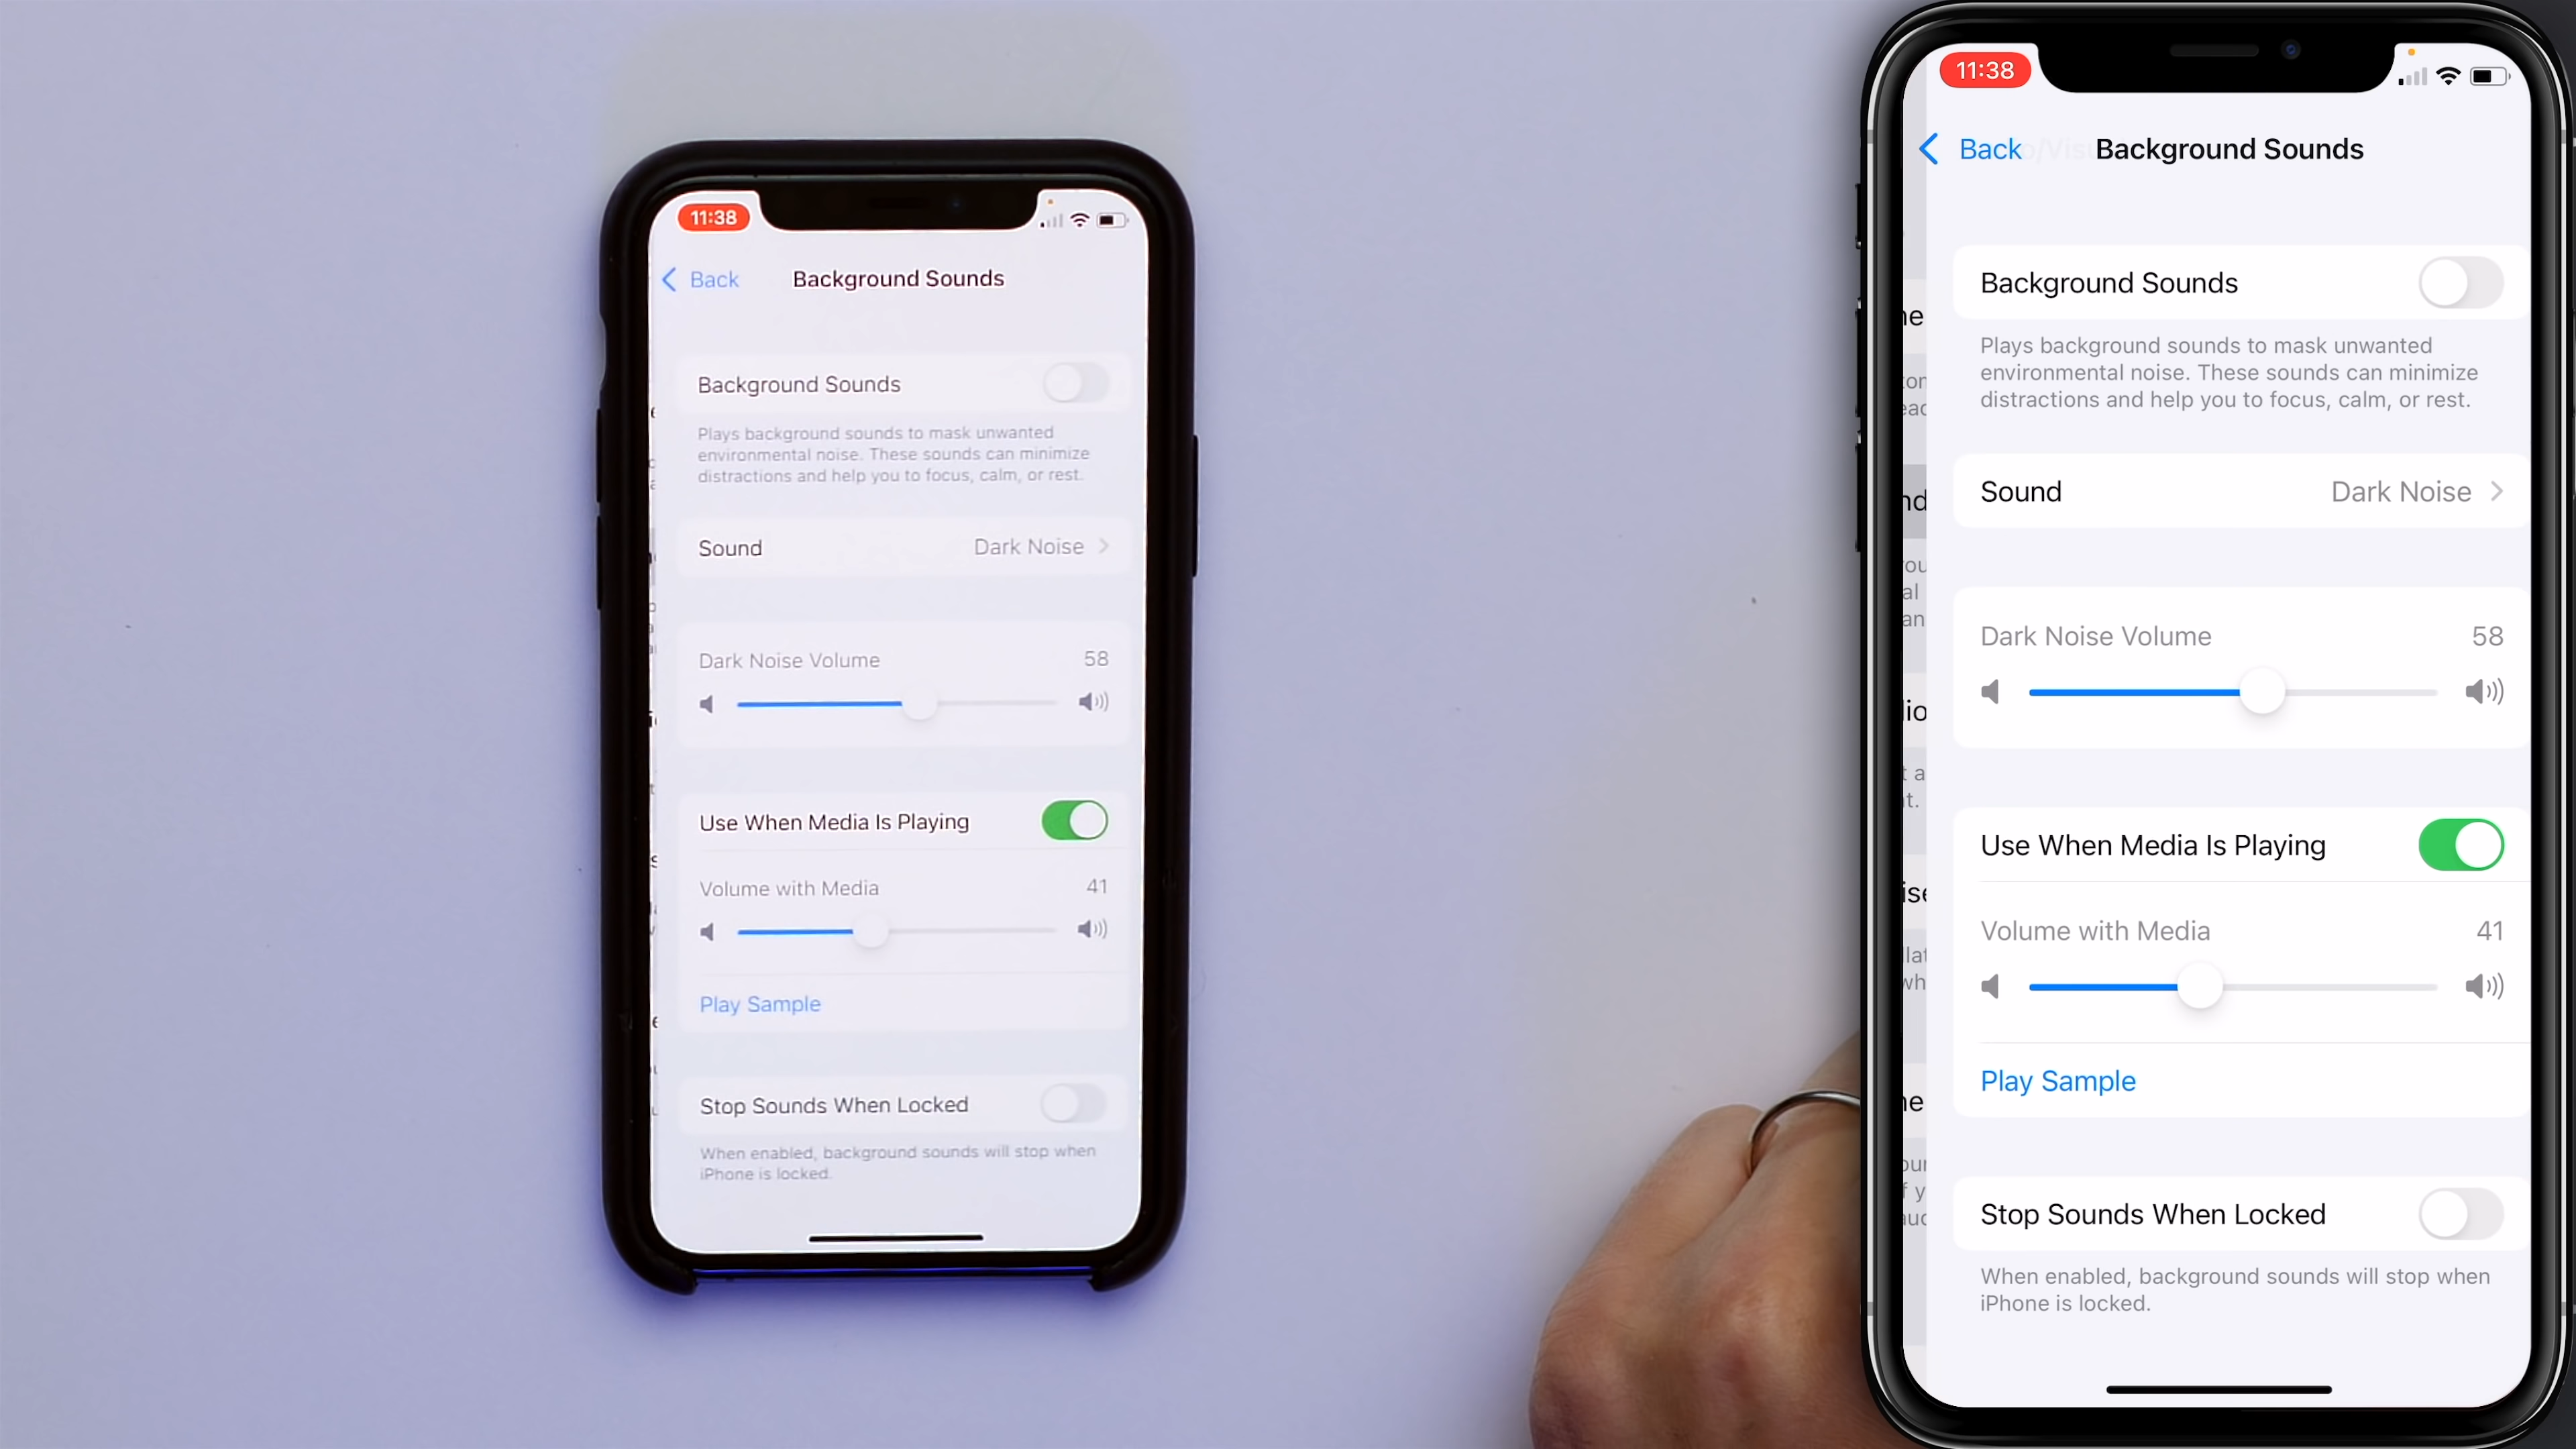 11:38
Back
Background Sounds
Background Sounds
Plays background sounds to mask unwanted
environmental noise. These sounds can minimize
distractions and help you to focus, calm, or rest.
Sound
Dark Noise
Dark Noise Volume
58
Use When Media Is Playing
Volume with Media
41
Play Sample
Stop Sounds When Locked
When enabled, background sounds will stop when
iPhone is locked.
11:38
Back
Background Sounds
Background Sounds
Plays background sounds to mask unwanted
environmental noise. These sounds can minimize
distractions and help you to focus, calm, or rest.
Sound
Dark Noise
Dark Noise Volume
58
Use When Media Is Playing
Volume with Media
41
Play Sample
Stop Sounds When Locked
When enabled, background sounds will stop when
iPhone is locked.